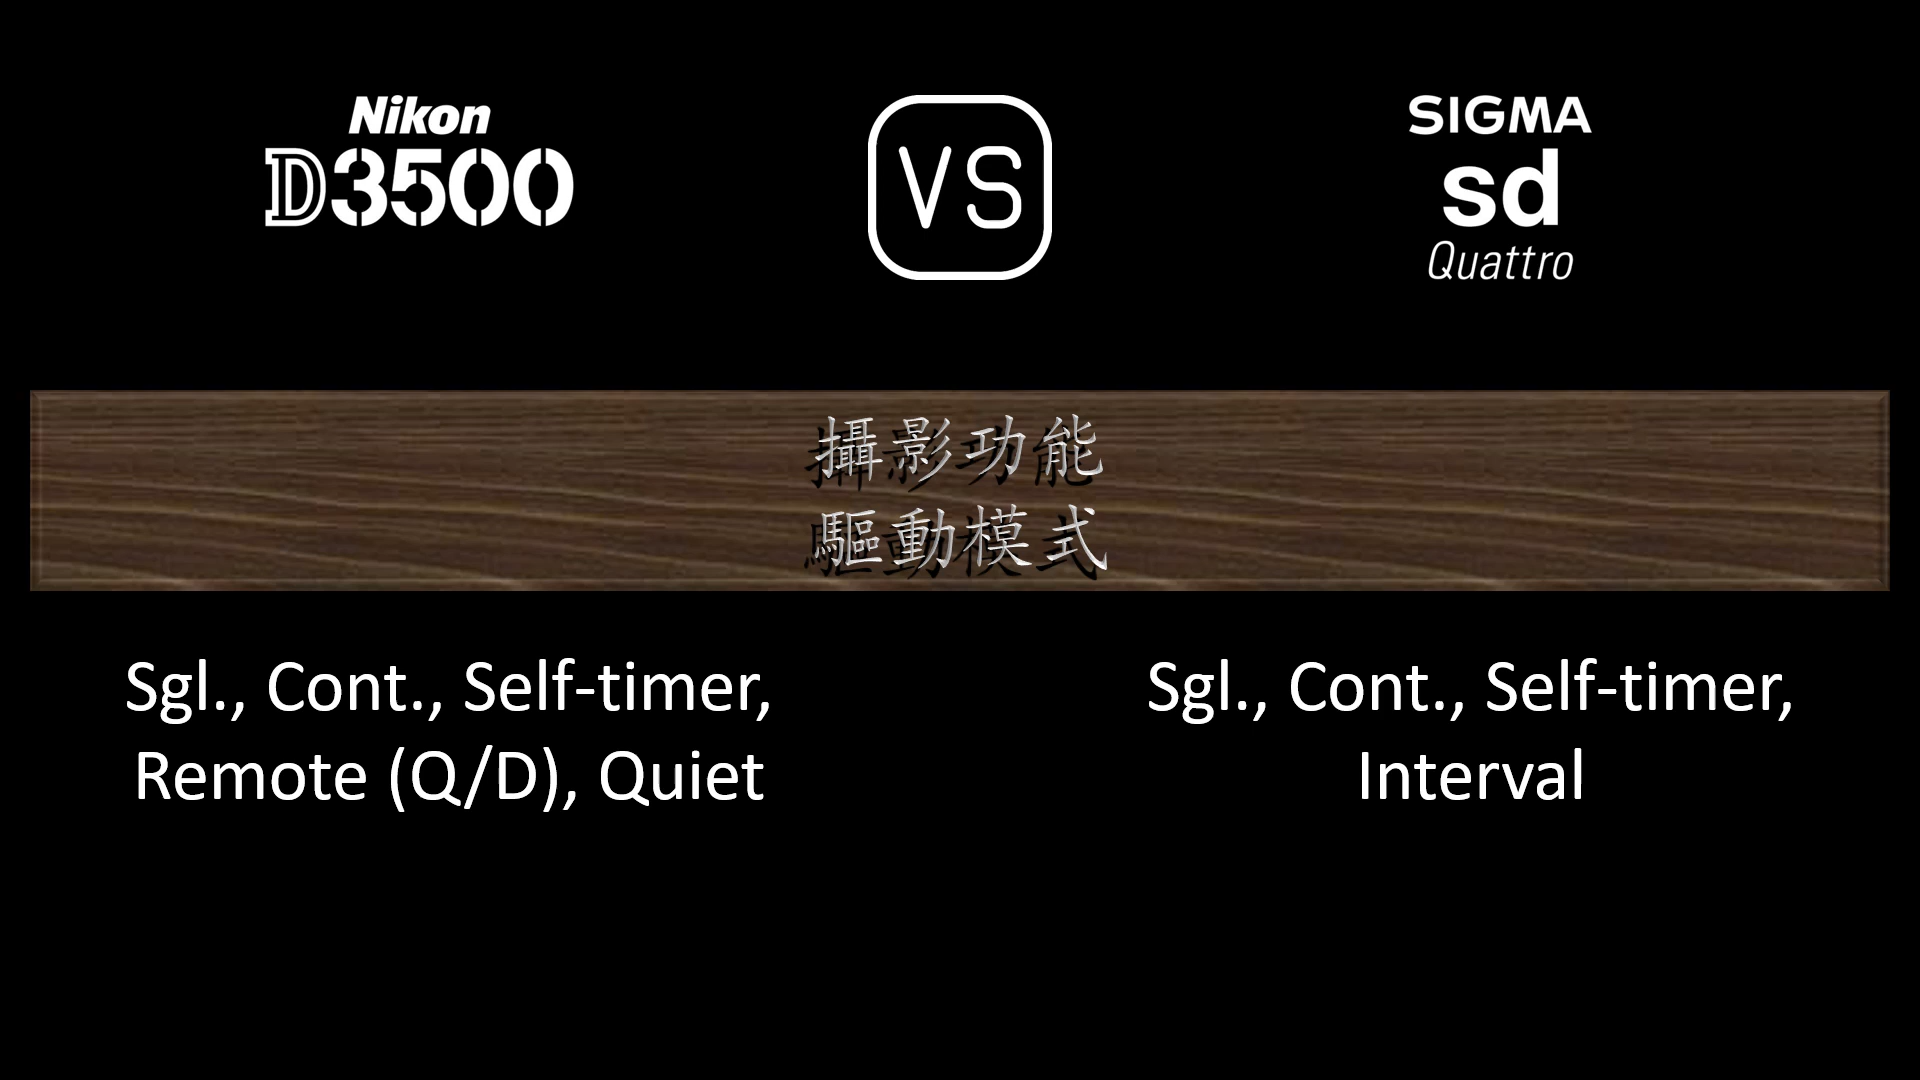 Nikon
D3500
VS
SIGMA
sd
Quattro
攝影功能
驅動模式
Sgl., Cont., Self-timer,
Remote (Q/D), Quiet
Sgl., Cont., Self-timer,
Interval